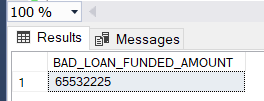 100 %
Results Messages
BAD_LOAN_FUNDED_AMOUNT
1 65532225